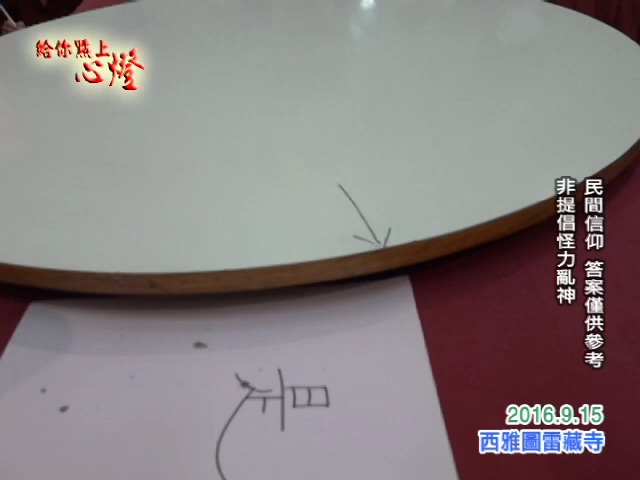 給你點上
心燈
民間信仰 答案僅供參考
非提倡怪力亂神
是
2016.9.15
西雅圖雷藏寺